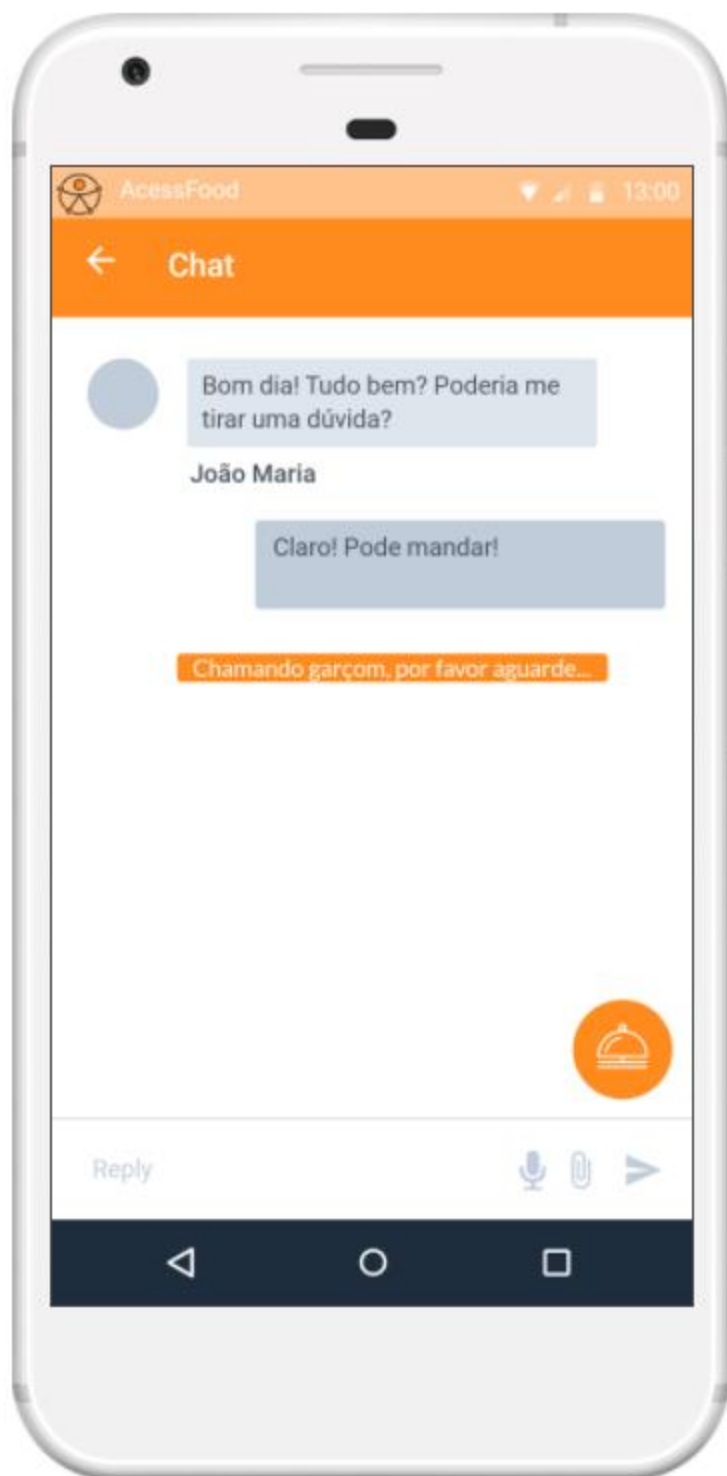 AcessFood 13:00
Chat
Bom dia! Tudo bem? Poderia me
tirar uma dúvida?
João Maria
Claro! Pode mandar!
Chamando garçom, por favor aguarde...
Reply